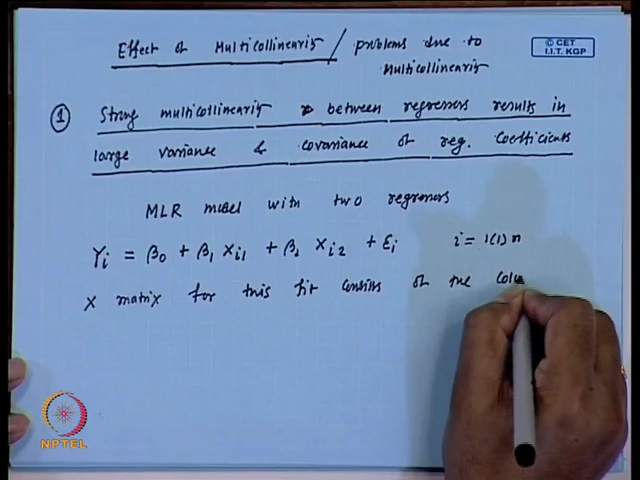 Effect of Multicollinearity / problems due to
Multicollinearity
© CET
I.I.T. KGP
① Strong multicollinearity between regressors results in
large variance & covariance of reg. coefficients
MLR model with two regressors
Yi = β0 + β1 Xi1 + β2 Xi2 + εi i = 1(1) n
X matrix for this fit consists of the colu
NPTEL